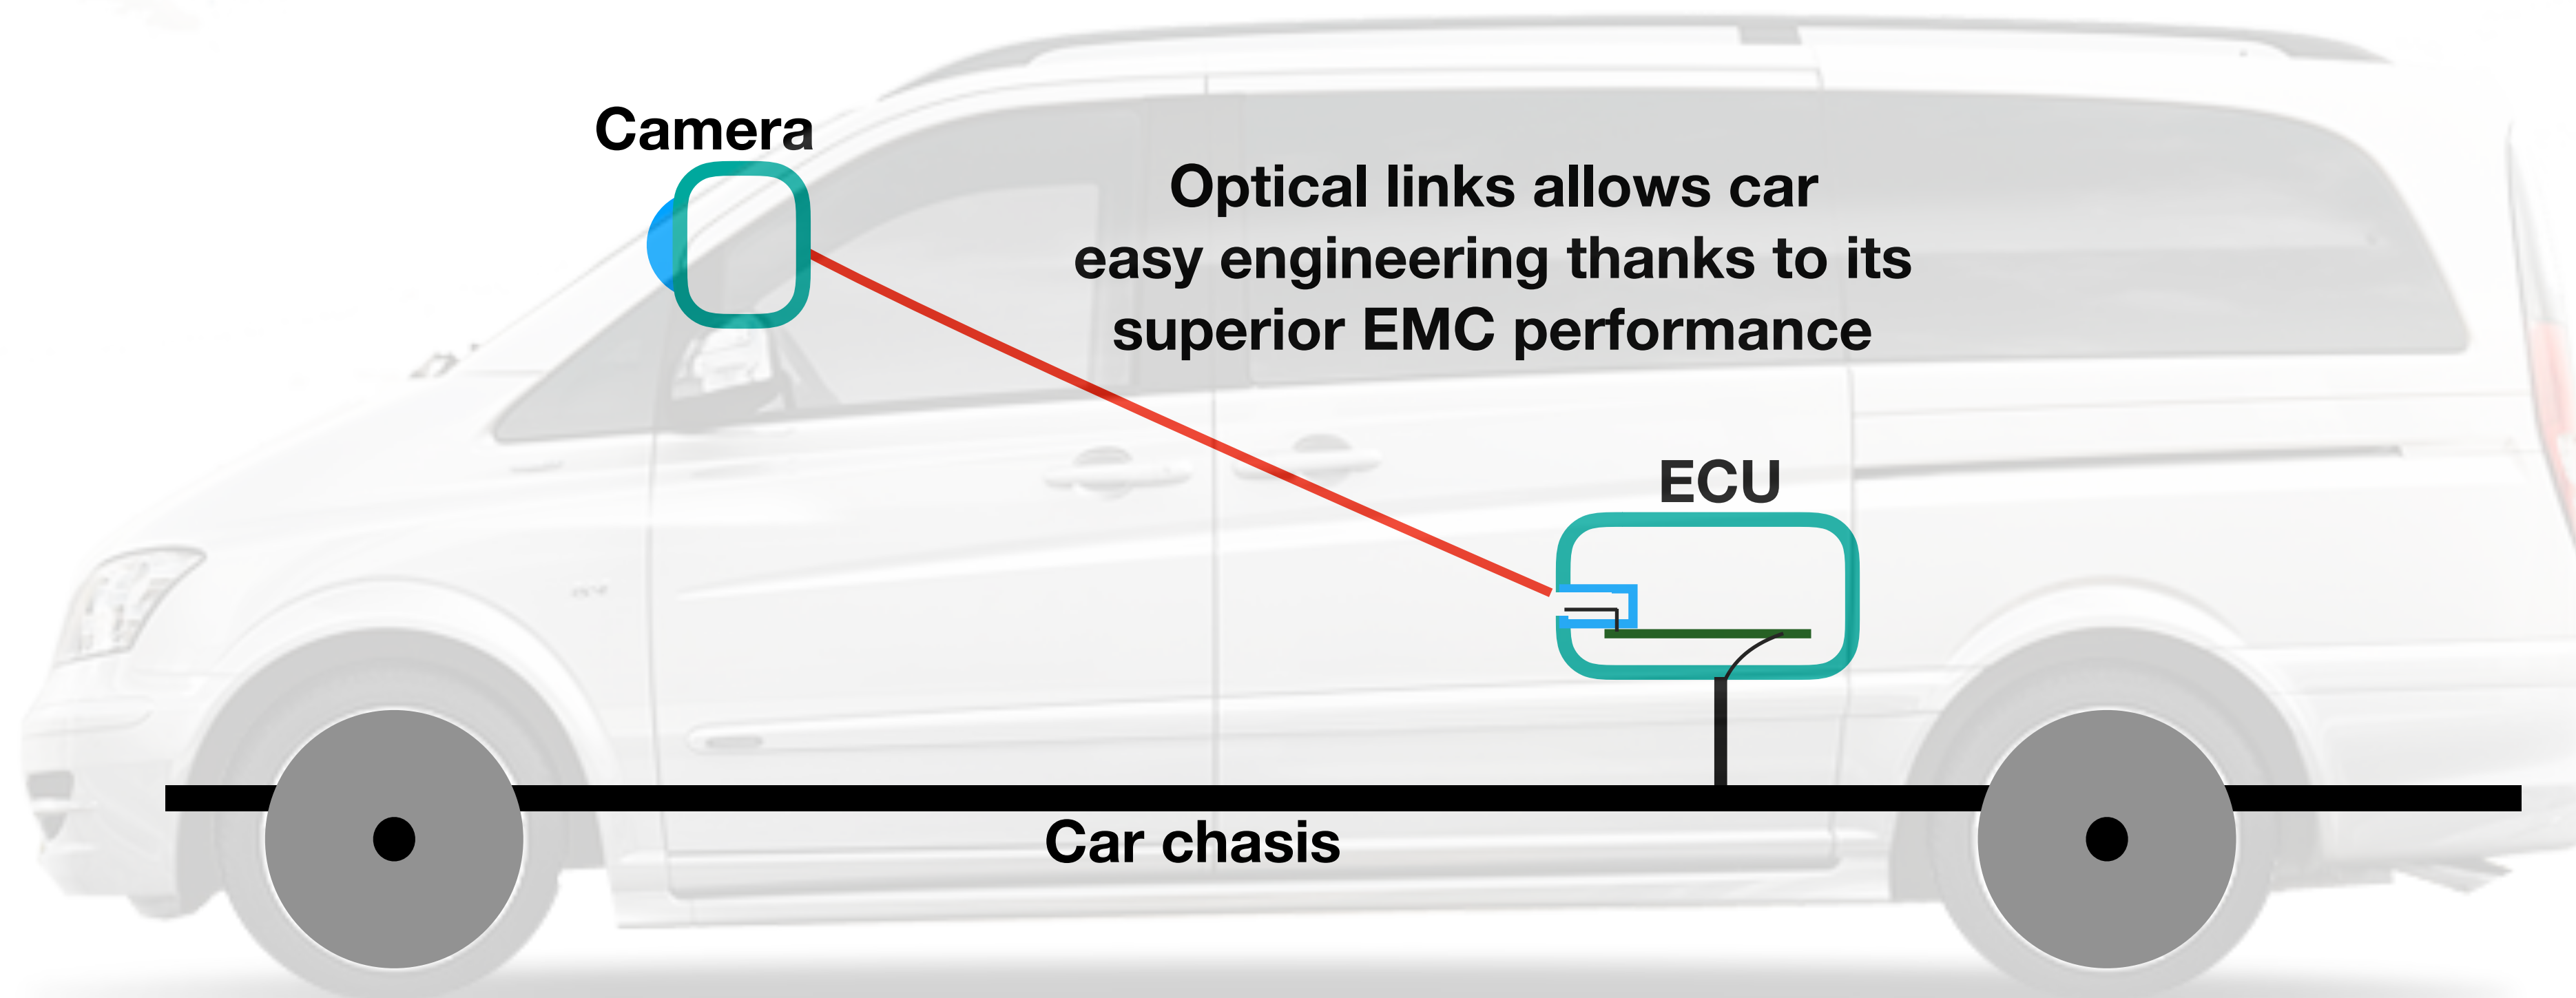 Camera
Optical links allows car
easy engineering thanks to its
superior EMC performance
ECU
Car chasis